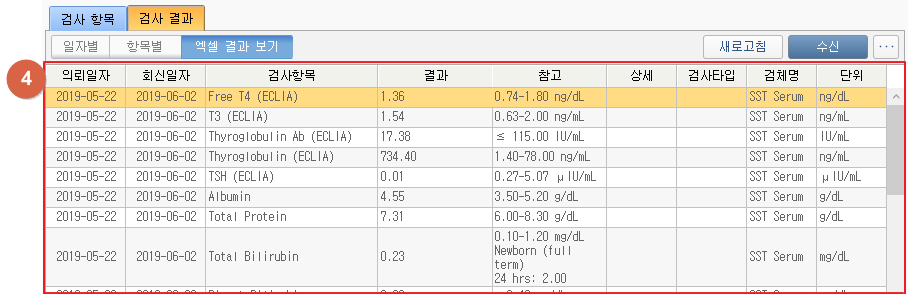 검사 항목 검사 결과
일자별 항목별 엑셀 결과 보기 새로고침 수신 ...
4
의뢰일자 회신일자 검사항목 결과 참고 상세 검사타입 검체명 단위
2019-05-22 2019-06-02 Free T4 (ECLIA) 1.36 0.74-1.80 ng/dL SST Serum ng/dL
2019-05-22 2019-06-02 T3 (ECLIA) 1.54 0.63-2.00 ng/mL SST Serum ng/mL
2019-05-22 2019-06-02 Thyroglobulin Ab (ECLIA) 17.38 ≤ 115.00 IU/mL SST Serum IU/mL
2019-05-22 2019-06-02 Thyroglobulin (ECLIA) 734.40 1.40-78.00 ng/mL SST Serum ng/mL
2019-05-22 2019-06-02 TSH (ECLIA) 0.01 0.27-5.07 μIU/mL SST Serum μIU/mL
2019-05-22 2019-06-02 Albumin 4.55 3.50-5.20 g/dL SST Serum g/dL
2019-05-22 2019-06-02 Total Protein 7.31 6.00-8.30 g/dL SST Serum g/dL
2019-05-22 2019-06-02 Total Bilirubin 0.23 0.10-1.20 mg/dL SST Serum mg/dL
Newborn (full
term)
24 hrs: 2.00